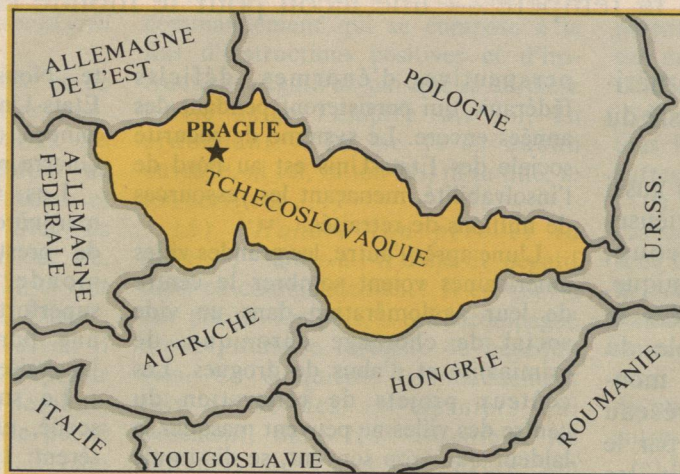 ALLEMAGNE
DE L'EST
POLOGNE
PRAGUE
TCHECOSLOVAQUIE
ALLEMAGNE
FEDERALE
U.R.S.S.
AUTRICHE
HONGRIE
ROUMANIE
ITALIE
YOUGOSLAVIE